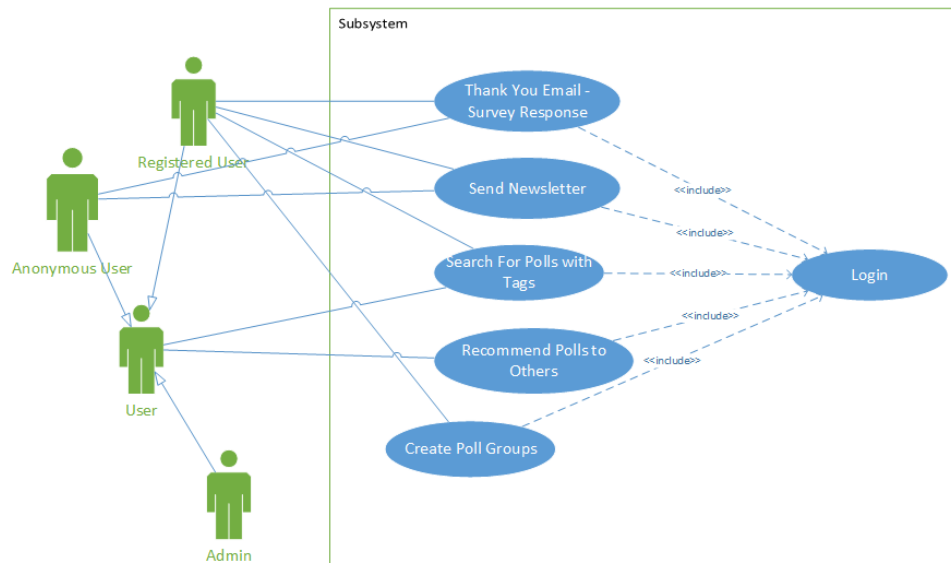 Subsystem
Thank You Email -
Survey Response
Registered User
<<include>>
Send Newsletter
Anonymous User
<<include>>
Search For Polls with
Tags
<<include>>
Login
<<include>>
Recommend Polls to
Others
<<include>>
User
Create Poll Groups
Admin